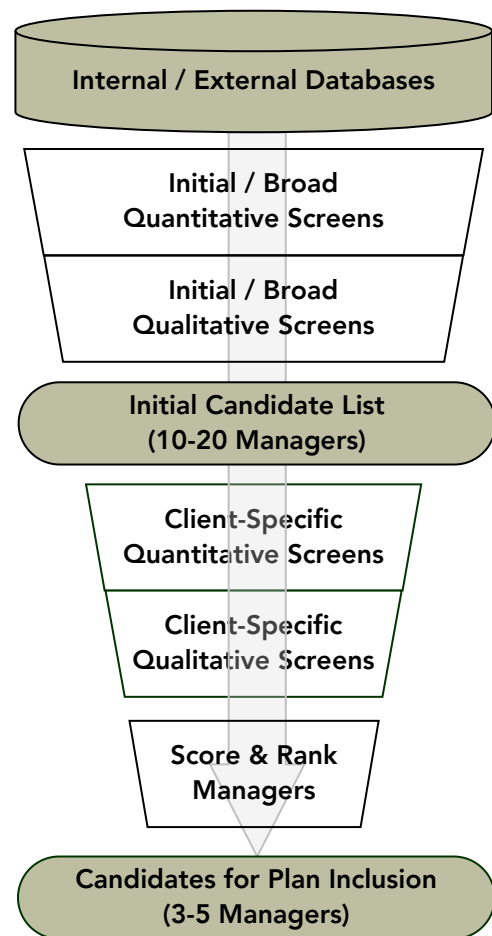 Internal / External Databases
Initial / Broad
Quantitative Screens
Initial / Broad
Qualitative Screens
Initial Candidate List
(10-20 Managers)
Client-Specific
Quantitative Screens
Client-Specific
Qualitative Screens
Score & Rank
Managers
Candidates for Plan Inclusion
(3-5 Managers)